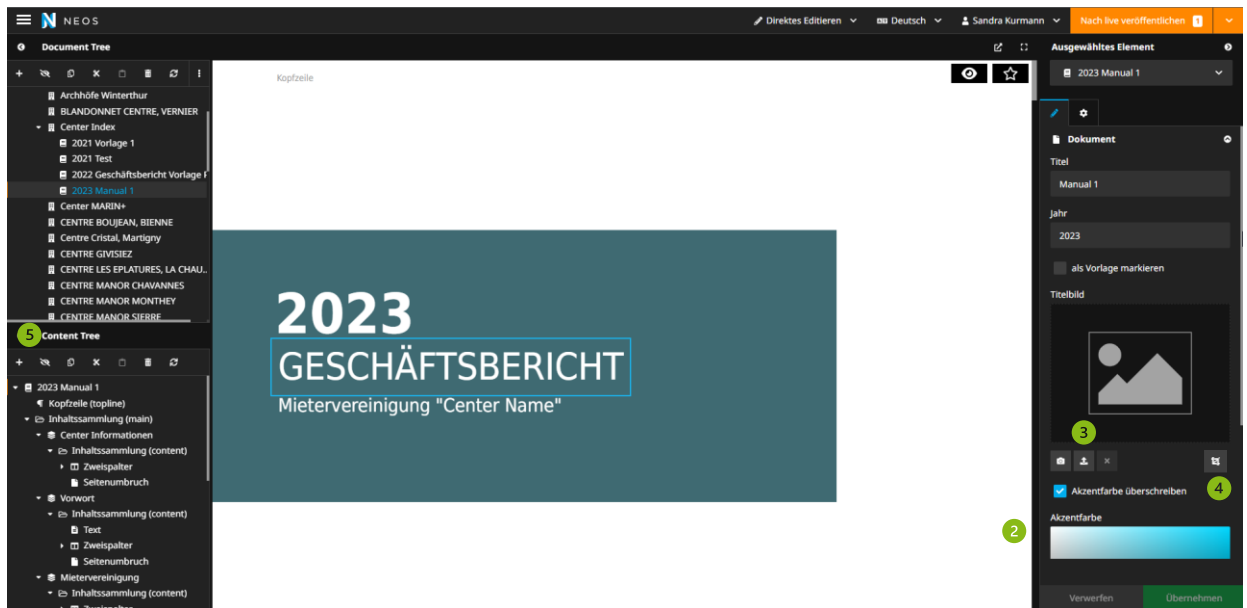 NEOS
Direktes Editieren
Deutsch
Sandra Kurmann
Nach live veröffentlichen 1
Document Tree
Ausgewähltes Element
Kopfzeile
2023 Manual 1
Archhöfe Winterthur
BLANDONNET CENTRE, VERNIER
Center Index
2021 Vorlage 1
2021 Test
2022 Geschäftsbericht Vorlage
2023 Manual 1
Center MARIN+
CENTRE BOUJEAN, BIENNE
Centre Cristal, Martigny
CENTRE GIVISIEZ
CENTRE LES EPLATURES, LA CHAU..
CENTRE MANOR CHAVANNES
CENTRE MANOR MONTHEY
CENTRE MANOR SIERRE
5 Content Tree
2023 Manual 1
Kopfzeile (topline)
Inhaltssammlung (main)
Center Informationen
Inhaltssammlung (content)
Zweispalter
Seitenumbruch
Vorwort
Inhaltssammlung (content)
Text
Zweispalter
Seitenumbruch
Mietervereinigung
Inhaltssammlung (content)
2023
GESCHÄFTSBERICHT
Mietervereinigung "Center Name"
Dokument
Titel
Manual 1
Jahr
2023
als Vorlage markieren
Titelbild
3
4
Akzentfarbe überschreiben
2
Akzentfarbe
Verwerfen
Übernehmen